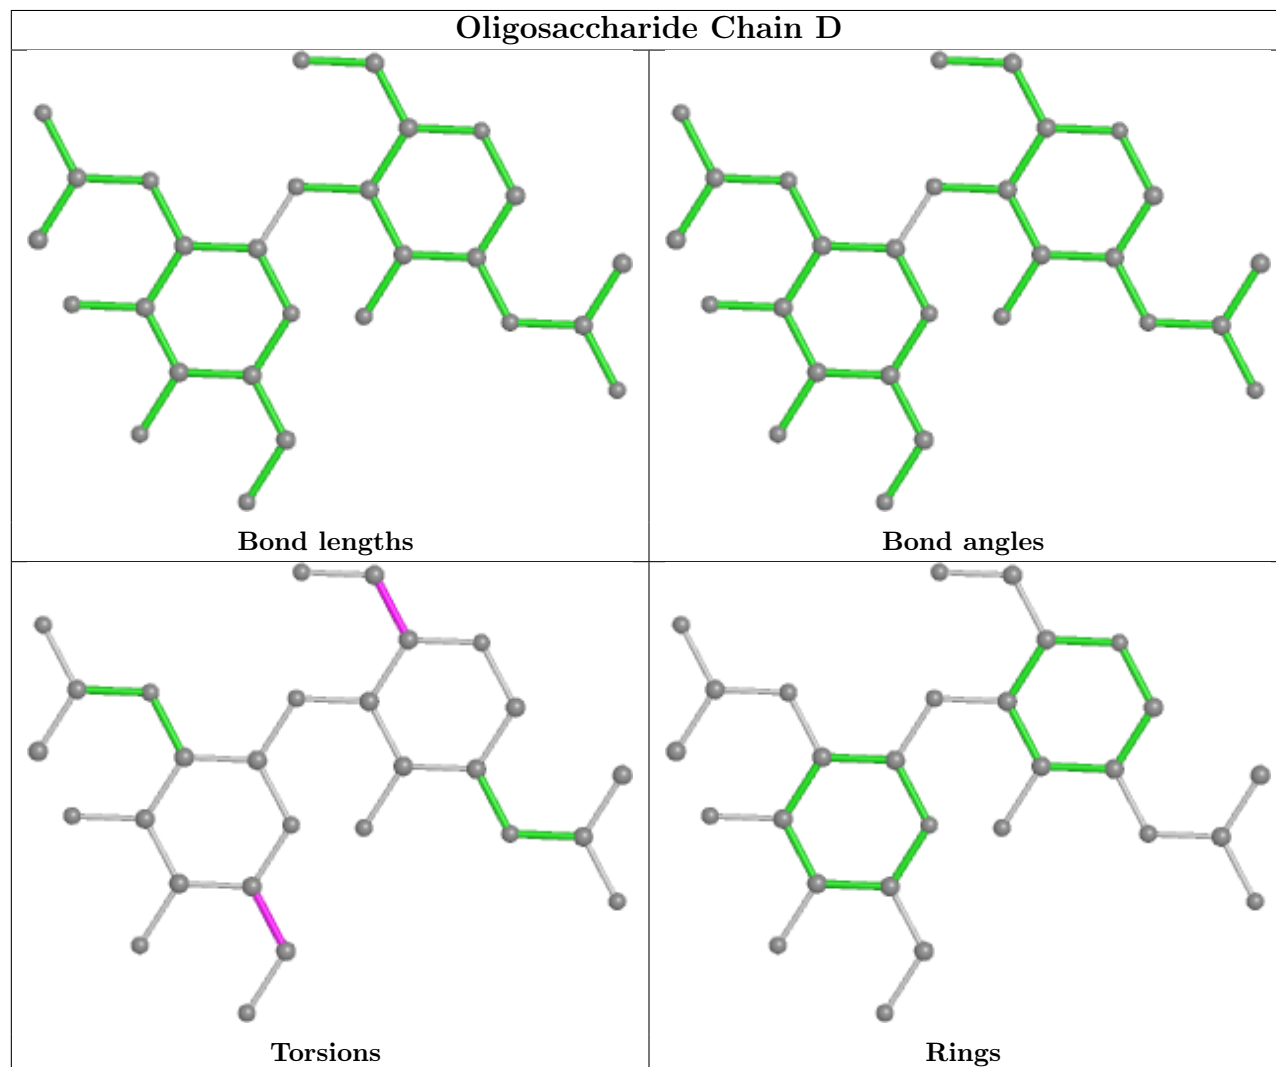 Oligosaccharide Chain D
Bond lengths
Bond angles
Torsions
Rings